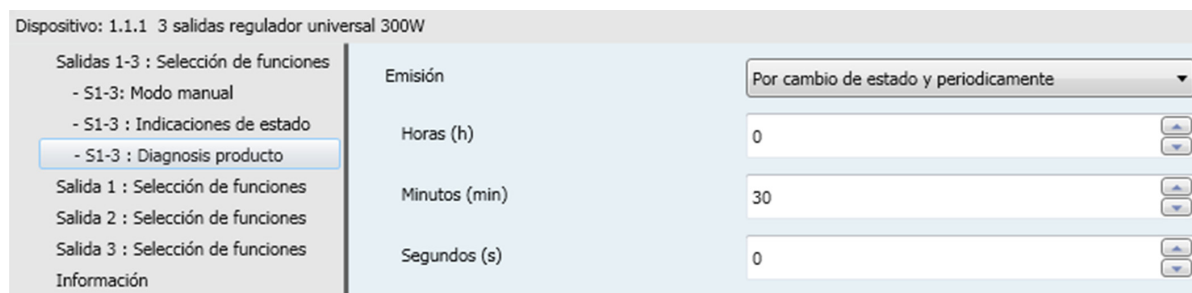 Dispositivo: 1.1.1 3 salidas regulador universal 300W
Salidas 1-3 : Selección de funciones
- S1-3: Modo manual
- S1-3 : Indicaciones de estado
- S1-3 : Diagnosis producto
Salida 1 : Selección de funciones
Salida 2 : Selección de funciones
Salida 3 : Selección de funciones
Información
Emisión
Por cambio de estado y periodicamente
Horas (h)
0
Minutos (min)
30
Segundos (s)
0